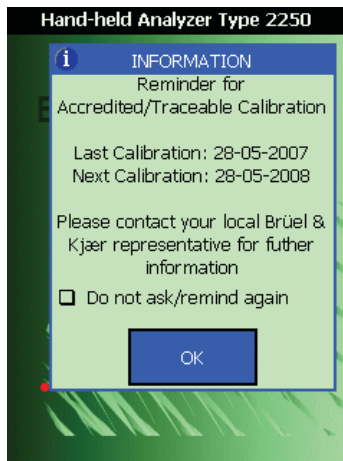 Hand-held Analyzer Type 2250
i INFORMATION
Reminder for
Accredited/Traceable Calibration
Last Calibration: 28-05-2007
Next Calibration: 28-05-2008
Please contact your local Brüel &
Kjær representative for futher
information
Do not ask/remind again
OK